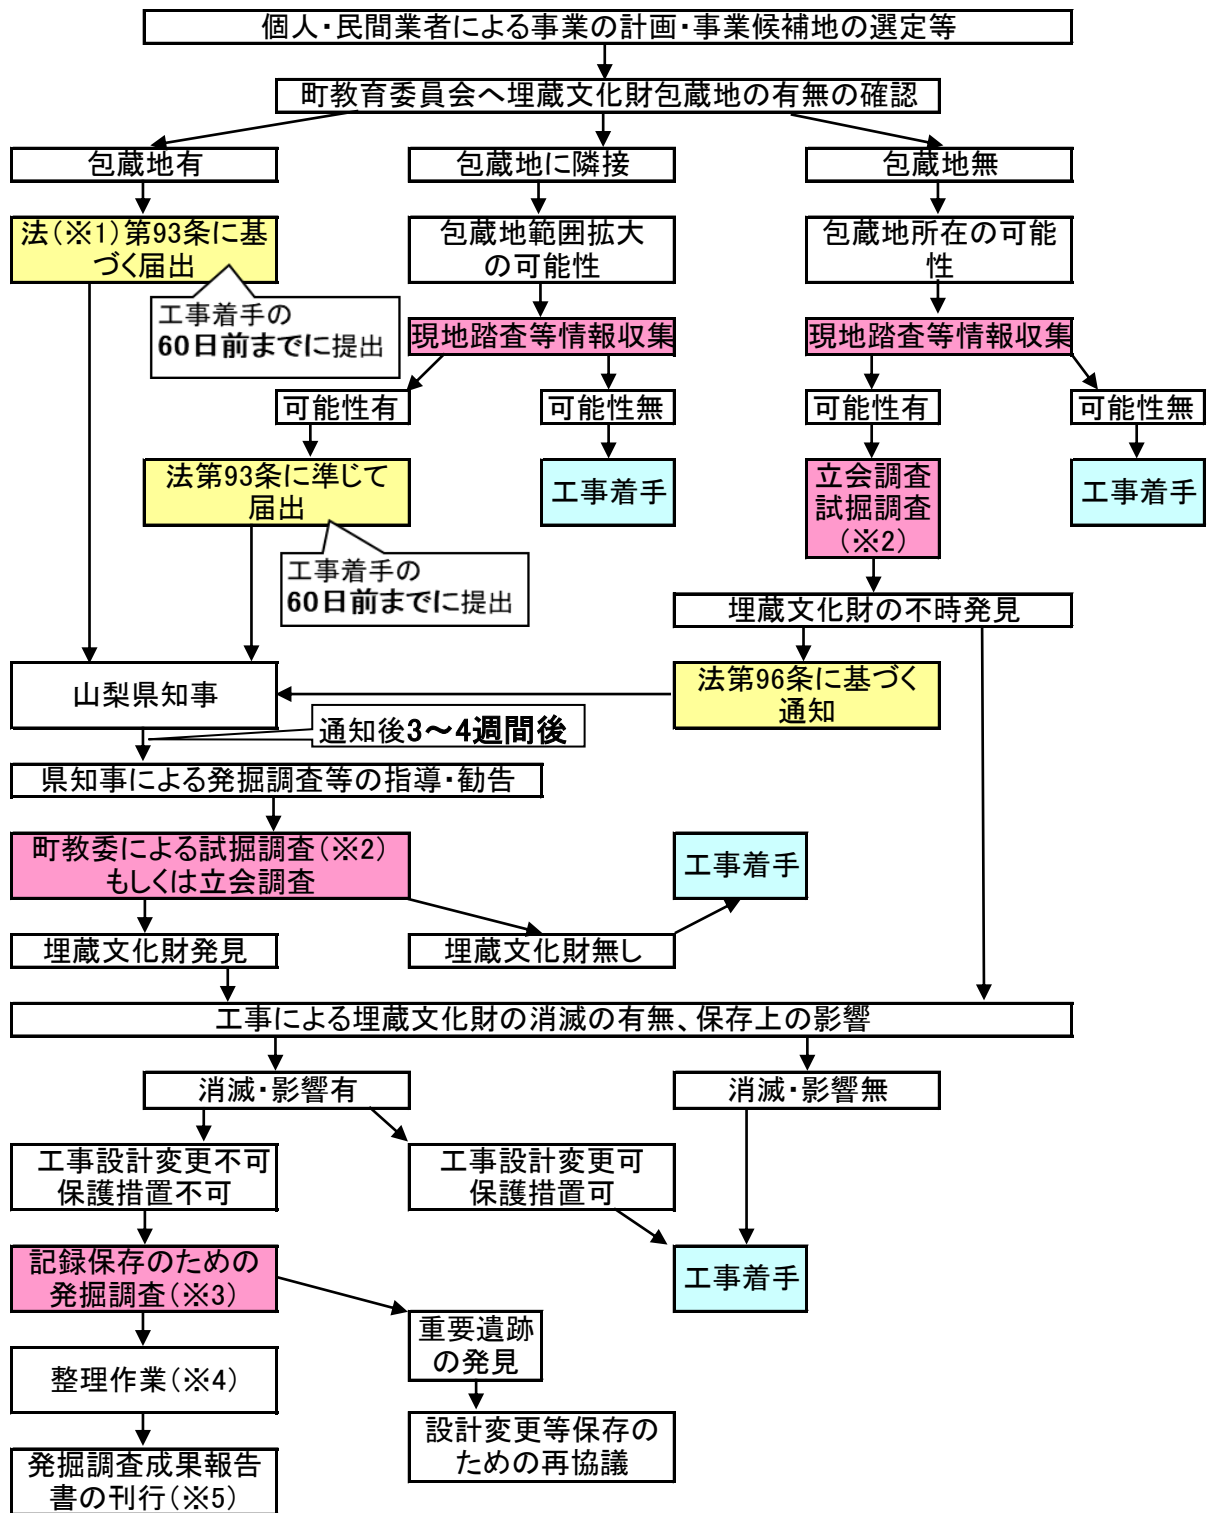 個人・民間業者による事業の計画・事業候補地の選定等
町教育委員会へ埋蔵文化財包蔵地の有無の確認
包蔵地有
包蔵地に隣接
包蔵地無
法(※1)第93条に基
づく届出
包蔵地範囲拡大
の可能性
包蔵地所在の可能
性
工事着手の
60日前までに提出
現地踏査等情報収集
現地踏査等情報収集
可能性有
可能性無
可能性有
可能性無
法第93条に準じて
届出
工事着手
立会調査
試掘調査
(※2)
工事着手
工事着手の
60日前までに提出
埋蔵文化財の不時発見
山梨県知事
法第96条に基づく
通知
通知後3〜4週間後
県知事による発掘調査等の指導・勧告
町教委による試掘調査(※2)
もしくは立会調査
工事着手
埋蔵文化財発見
埋蔵文化財無し
工事による埋蔵文化財の消滅の有無、保存上の影響
消滅・影響有
消滅・影響無
工事設計変更不可
保護措置不可
工事設計変更可
保護措置可
記録保存のための
発掘調査(※3)
工事着手
重要遺跡
の発見
整理作業(※4)
設計変更等保存の
ための再協議
発掘調査成果報告
書の刊行(※5)